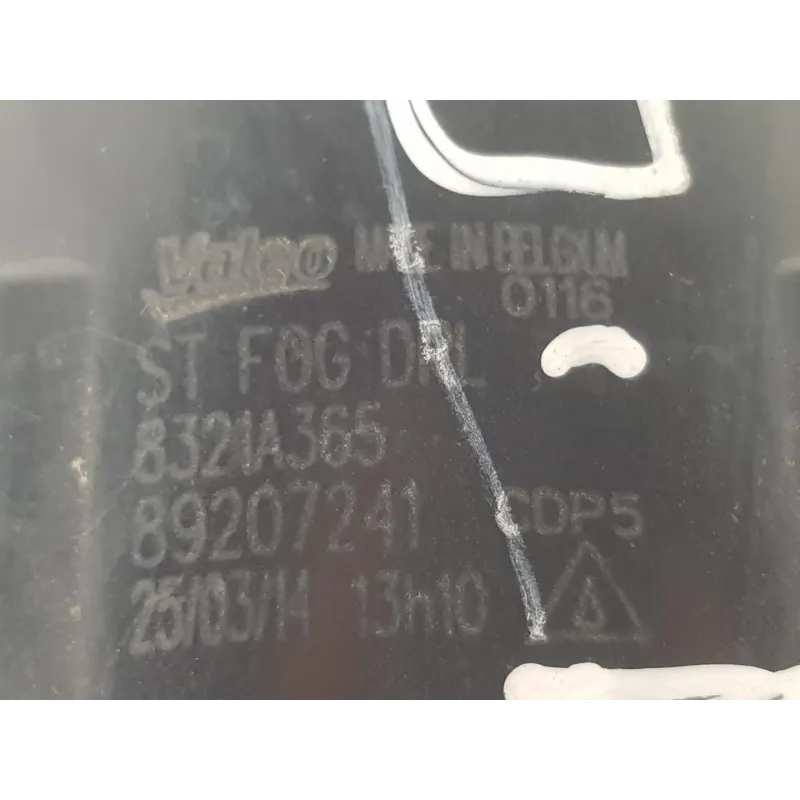 Valeo MADE IN BELGIUM
0116
ST FOG DRL
8321A365
89207241 CDP5
25/03/14 13h10